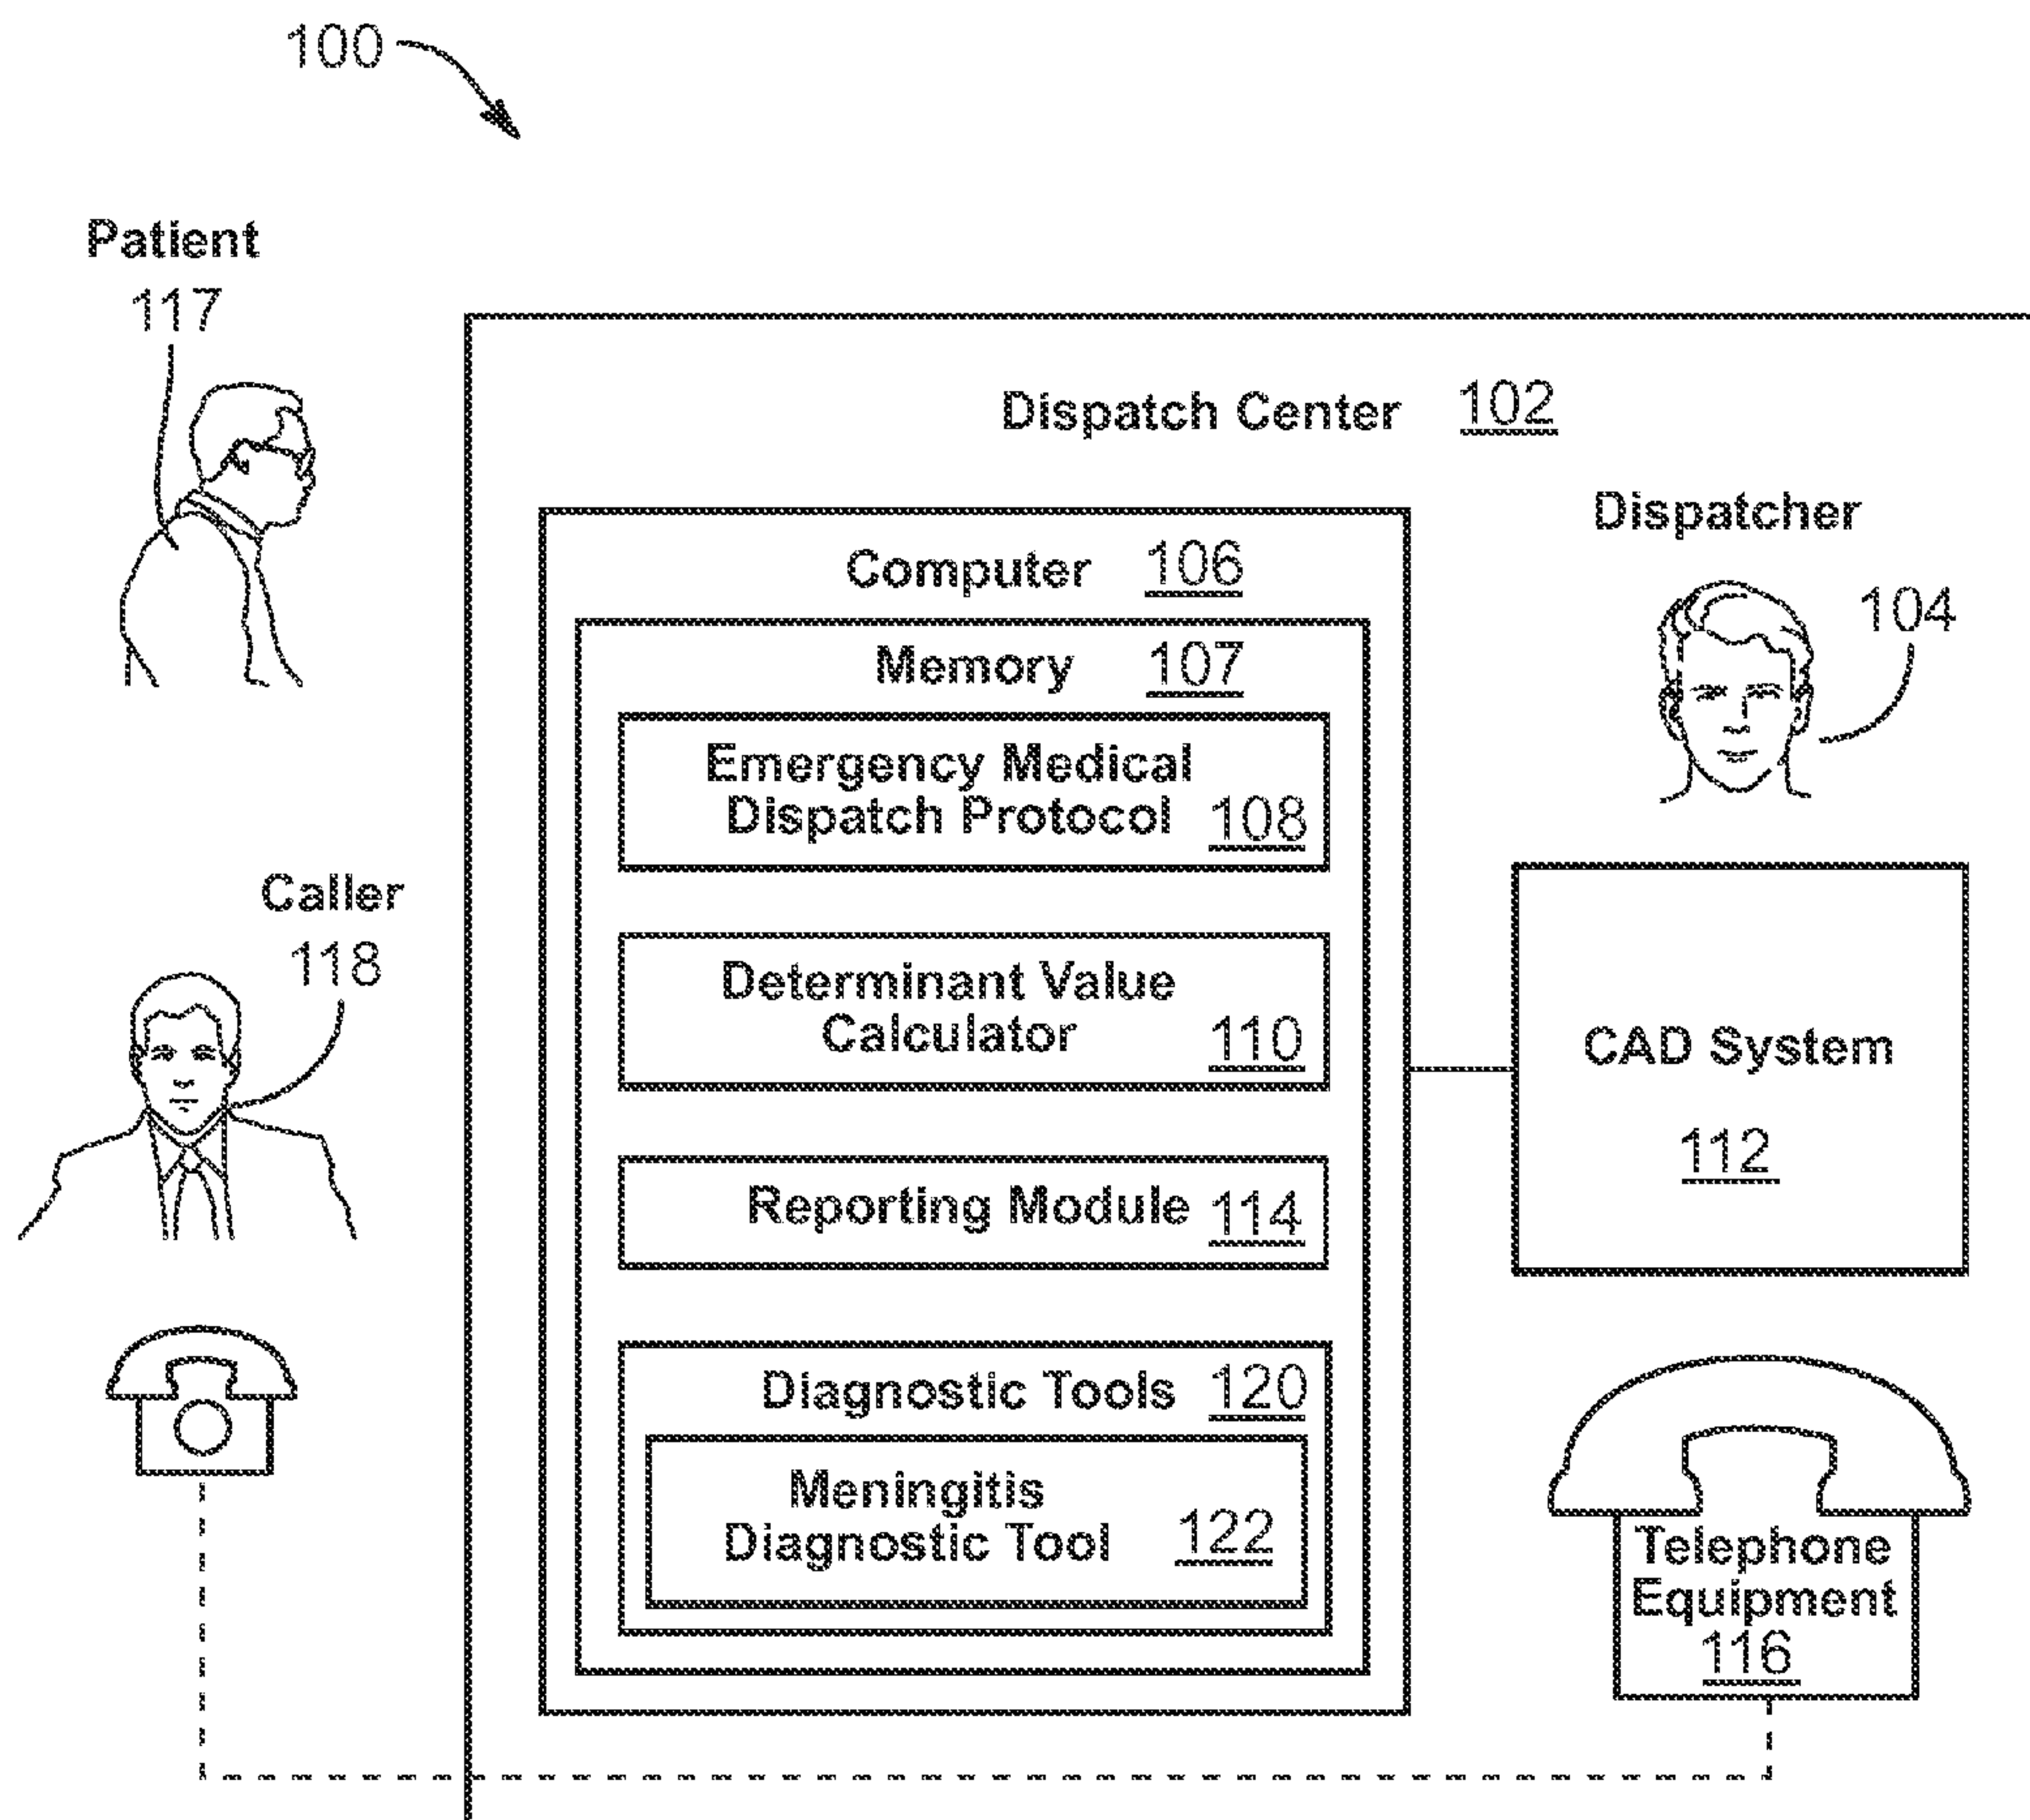 100
Patient
117
Dispatch Center 102
Dispatcher
104
Computer 106
Memory 107
Emergency Medical
Dispatch Protocol 108
Caller
118
Determinant Value
Calculator 110
CAD System
112
Reporting Module 114
Diagnostic Tools 120
Meningitis
Diagnostic Tool 122
Telephone
Equipment
116